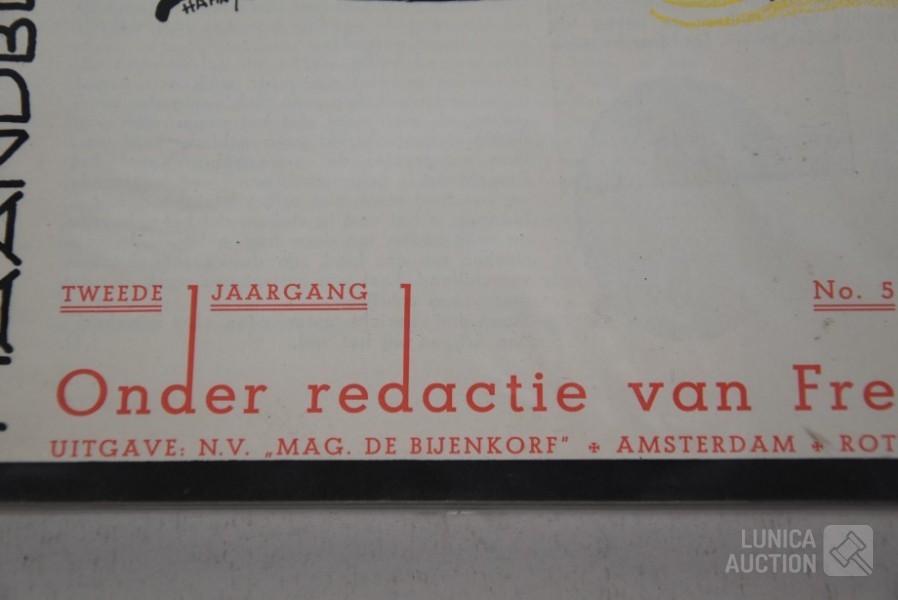 TWEEDE JAARGANG No. 5
Onder redactie van Fre
UITGAVE: N.V. „MAG. DE BIJENKORF” ✠ AMSTERDAM ✠ ROT
LUNICA
AUCTION